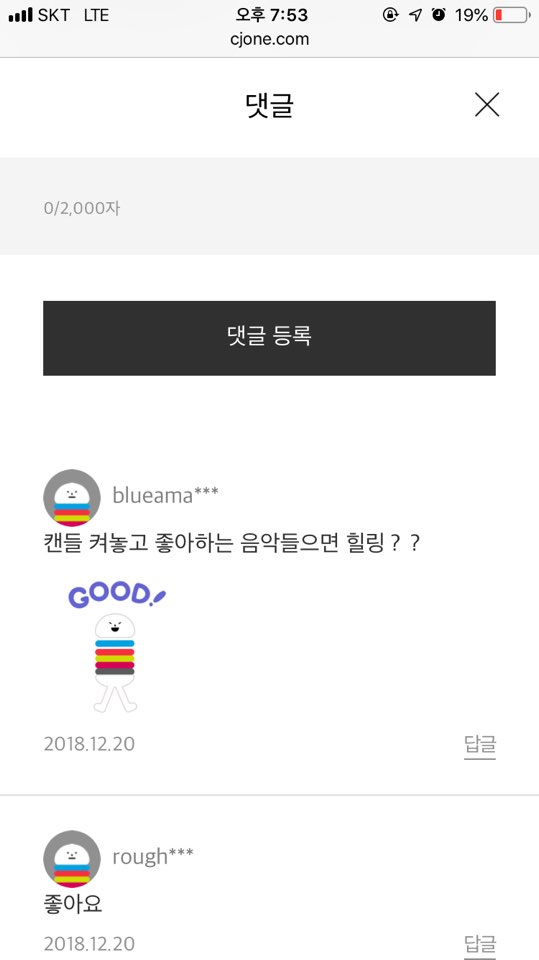 SKT LTE 오후 7:53 19%
cjone.com
댓글
0/2,000자
댓글 등록
blueama***
캔들 켜놓고 좋아하는 음악들으면 힐링 ? ?
GOOD!
2018.12.20 답글
rough***
좋아요
2018.12.20 답글